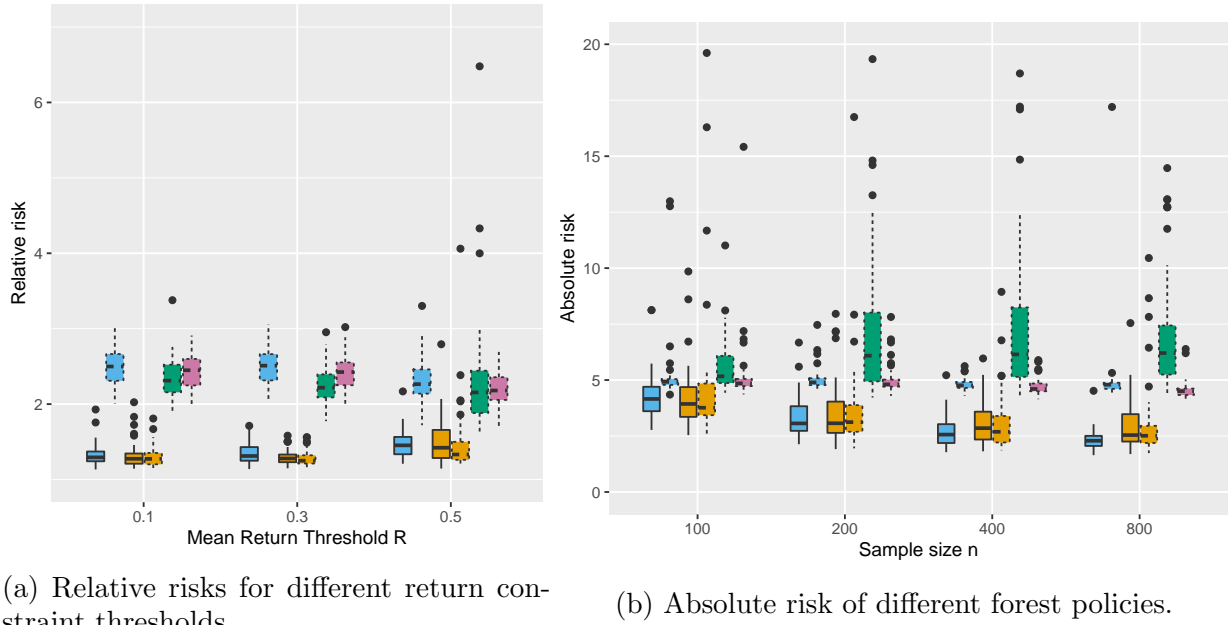 6
4
2
Relative risk
0.1 0.3 0.5
Mean Return Threshold R
(a) Relative risks for different return con-
straint thresholds
20
15
10
5
0
Absolute risk
100 200 400 800
Sample size n
(b) Absolute risk of different forest policies.